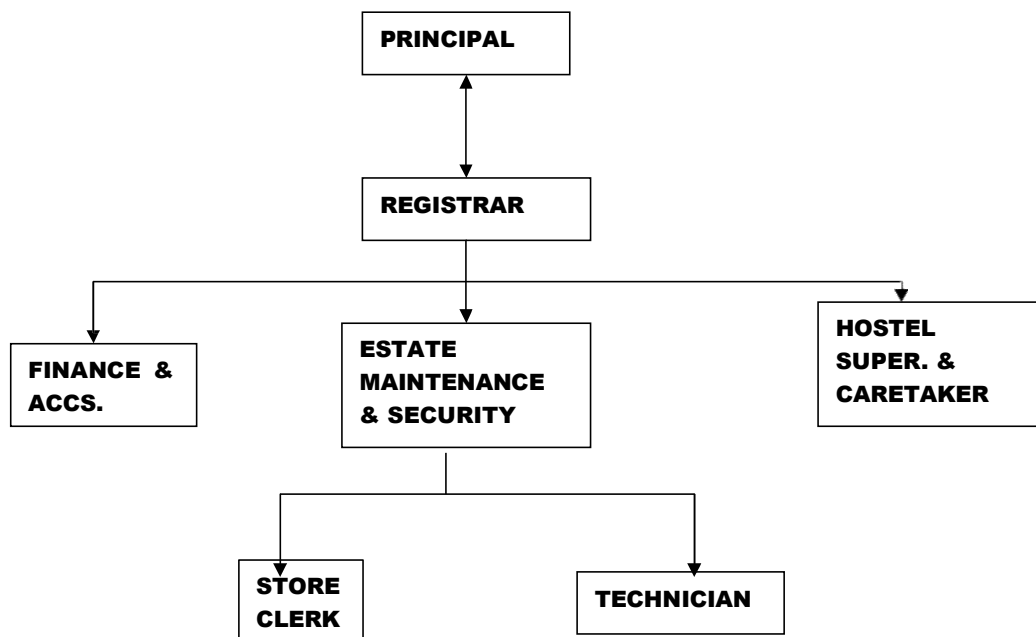 PRINCIPAL
REGISTRAR
FINANCE &
ACCS.
ESTATE
MAINTENANCE
& SECURITY
HOSTEL
SUPER. &
CARETAKER
STORE
CLERK
TECHNICIAN